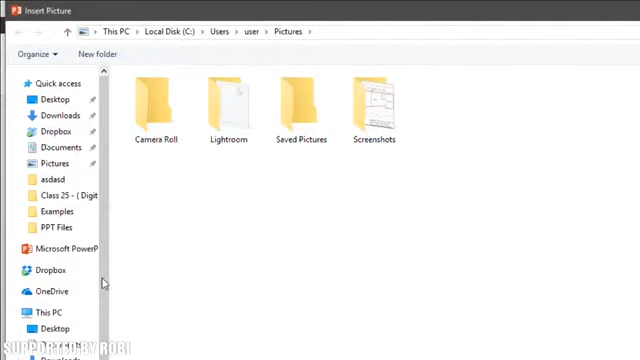 Insert Picture
This PC > Local Disk (C:) > Users > user > Pictures >
Organize New folder
Quick access
Desktop
Downloads
Dropbox
Documents
Pictures
asdasd
Class 25 - ( Digit
Examples
PPT Files
Microsoft PowerP
Dropbox
OneDrive
This PC
Desktop
Camera Roll Lightroom Saved Pictures Screenshots
SUPPORTED BY ROBI